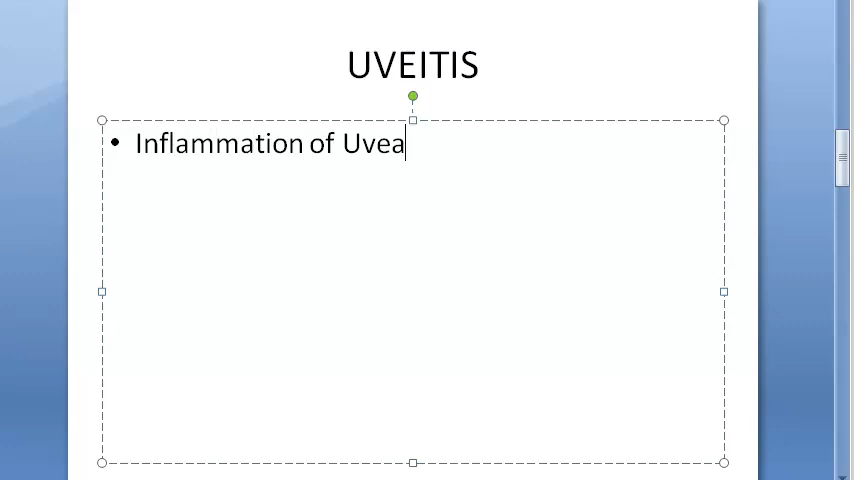 UVEITIS
• Inflammation of Uvea